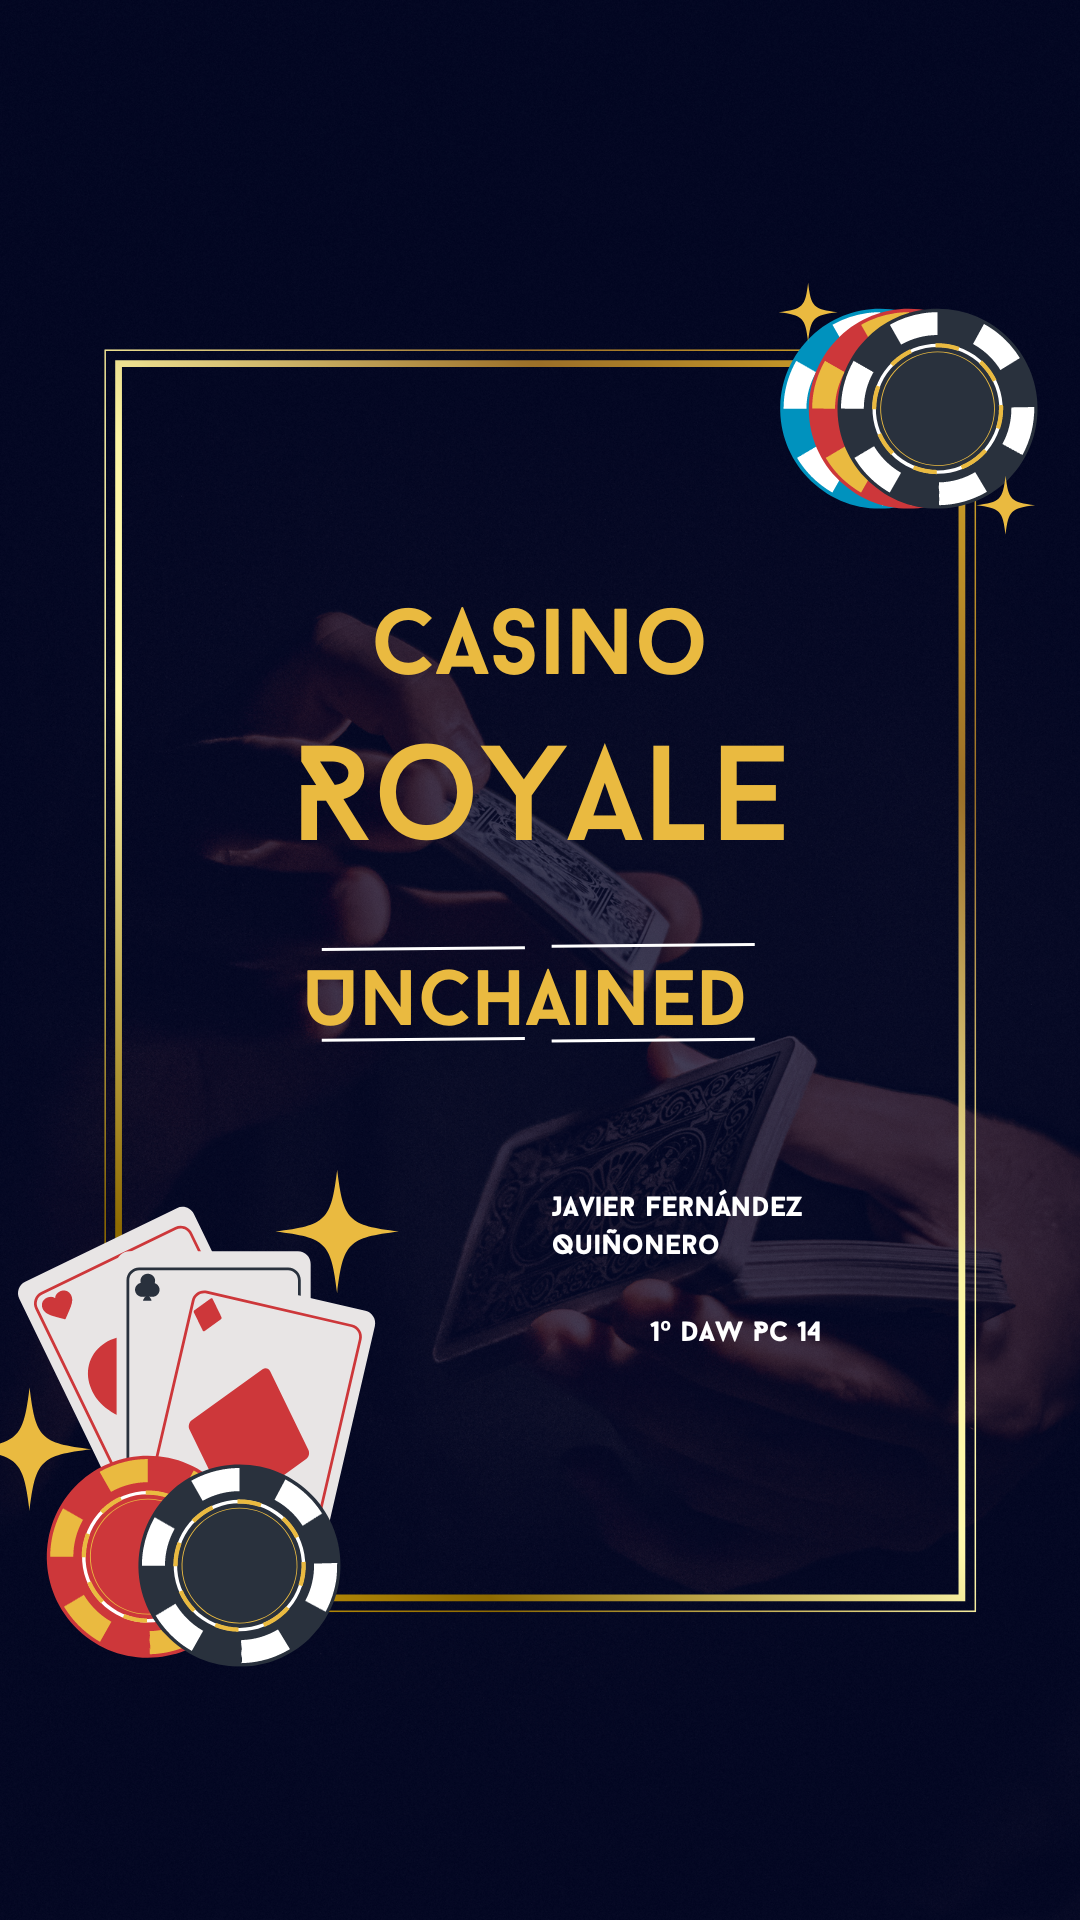 CASINO
ROYALE
UNCHAINED
JAVIER FERNÁNDEZ
QUIÑONERO
1º DAW PC 14